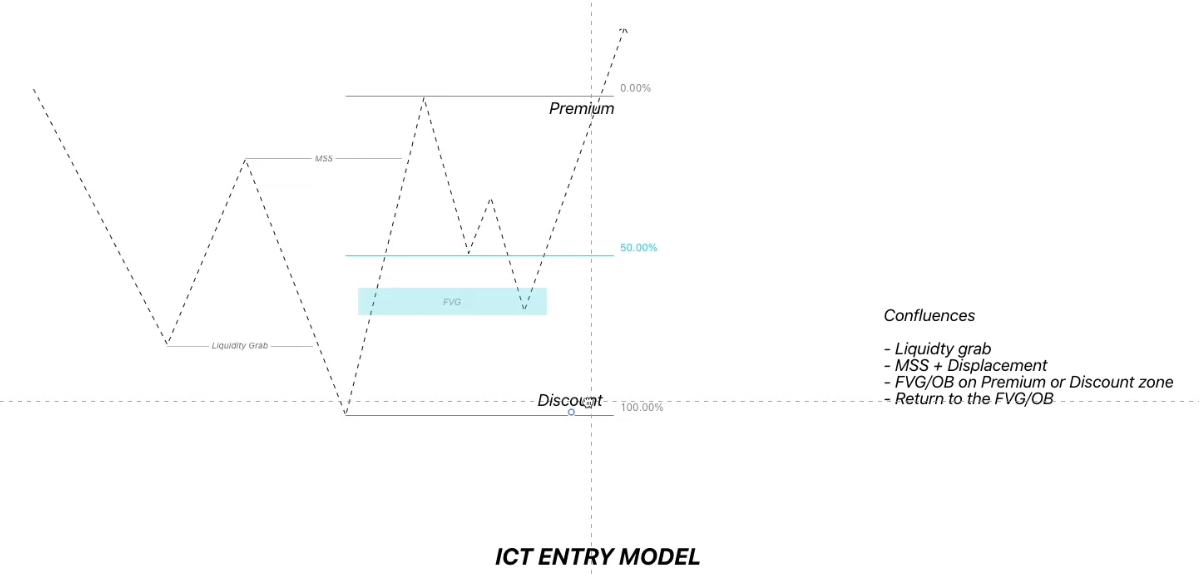 0.00%
Premium
MSS
50.00%
FVG
Confluences
Liquidity Grab
- Liquidty grab
- MSS + Displacement
- FVG/OB on Premium or Discount zone
- Return to the FVG/OB
Discount
100.00%
ICT ENTRY MODEL